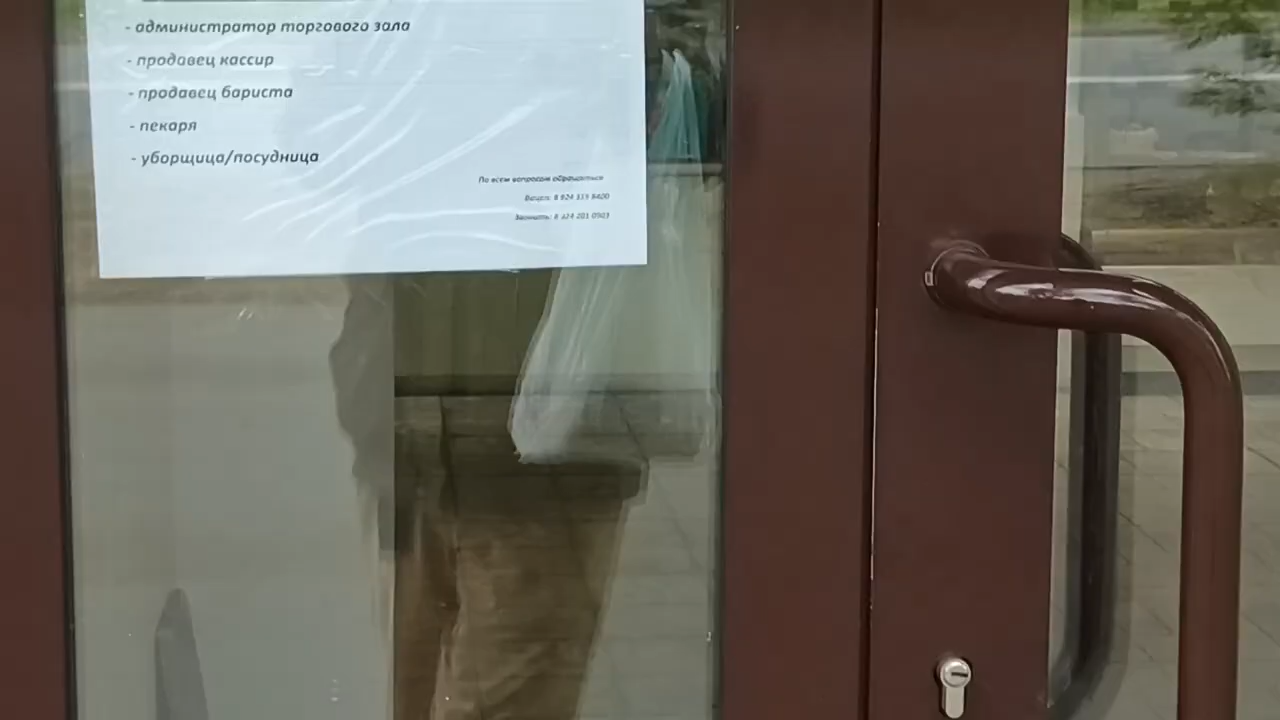 - администратор торгового зала
- продавец кассир
- продавец бариста
- пекаря
- уборщица/посудница
По всем вопросам обращаться